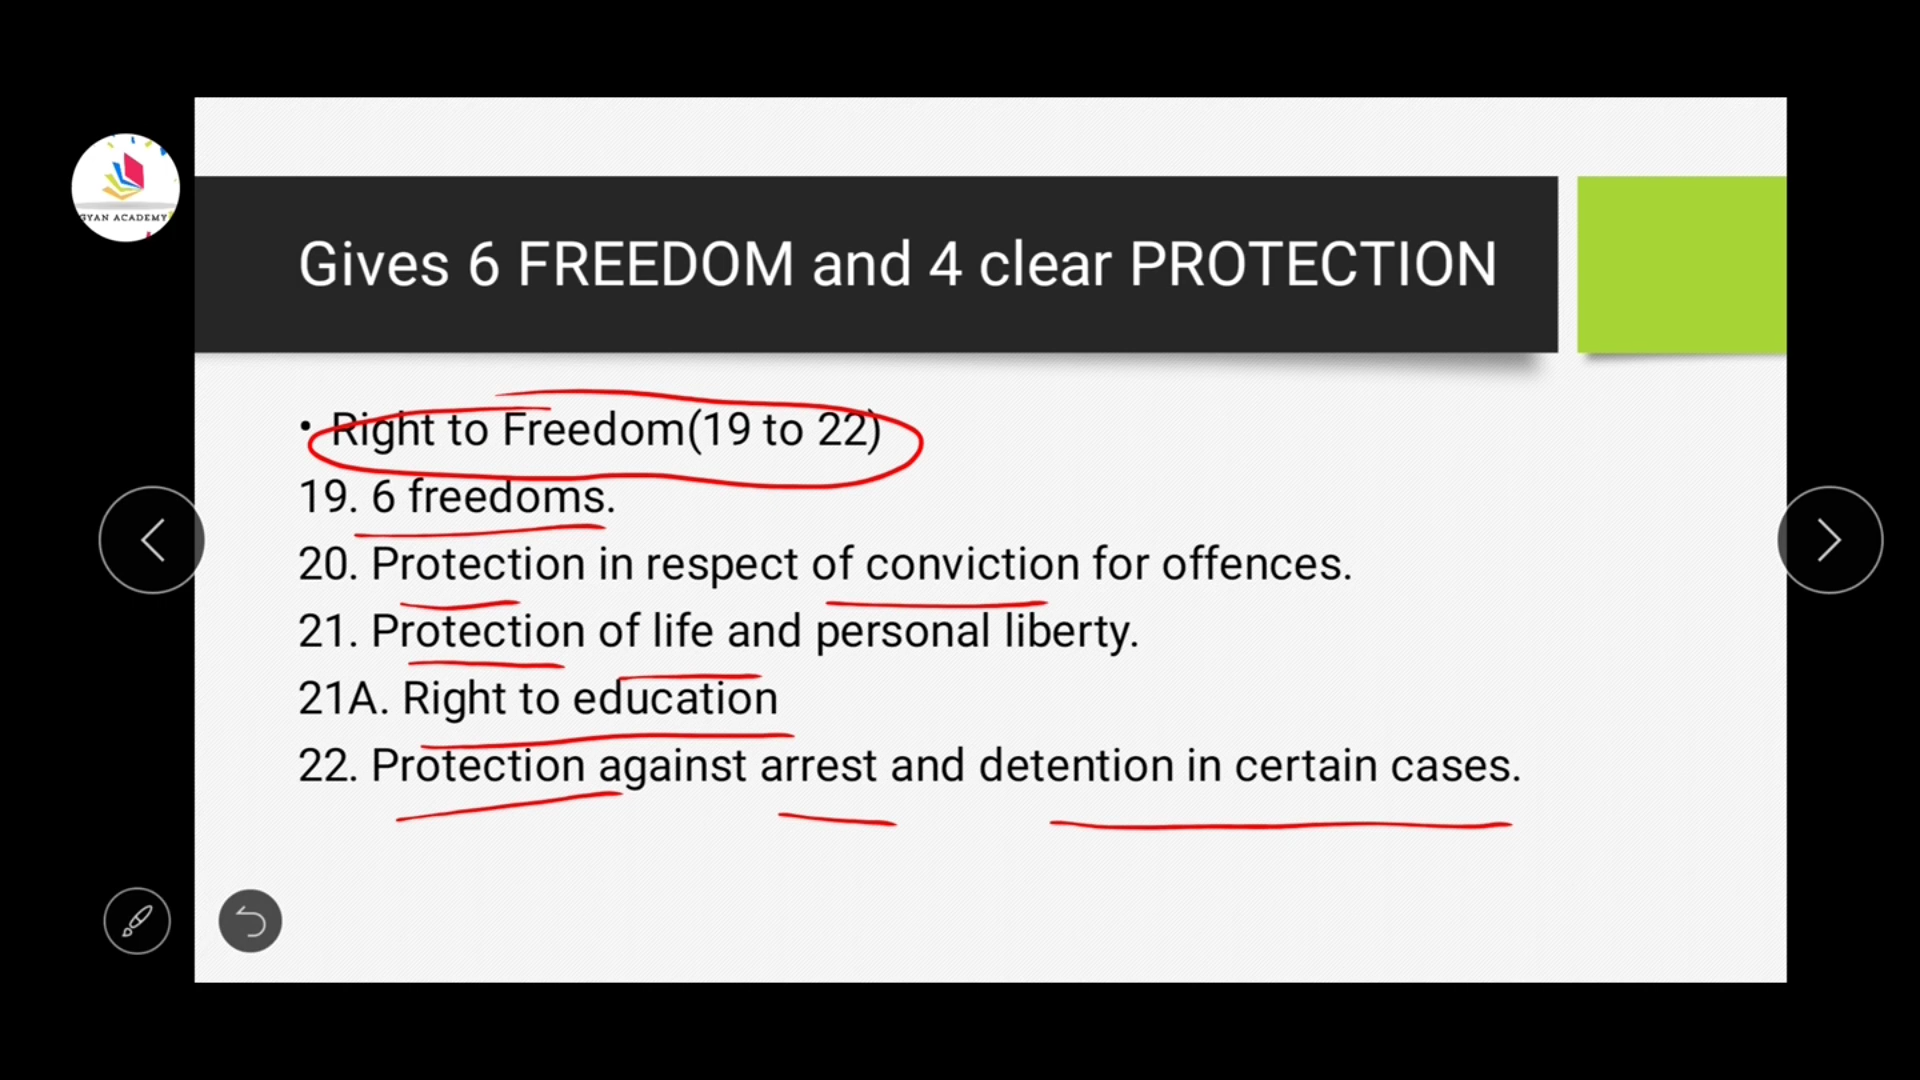 GYAN ACADEMY
Gives 6 FREEDOM and 4 clear PROTECTION
• Right to Freedom(19 to 22)
19. 6 freedoms.
20. Protection in respect of conviction for offences.
21. Protection of life and personal liberty.
21A. Right to education
22. Protection against arrest and detention in certain cases.